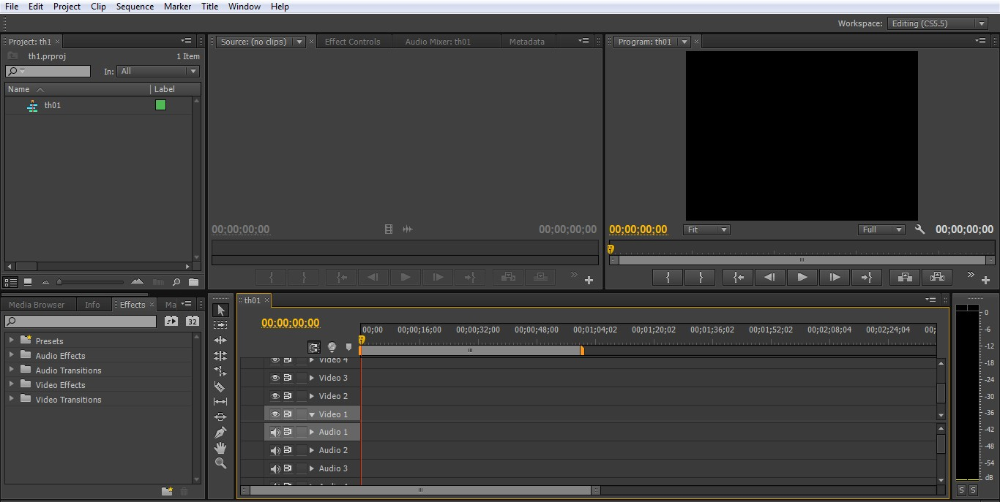 File Edit Project Clip Sequence Marker Title Window Help
Workspace: Editing (CS5.5)
Project: th1
th1.prproj 1 Item
In: All
Name Label
th01
Source: (no clips) Effect Controls Audio Mixer: th01 Metadata
00;00;00;00 00;00;00;00
Program: th01
00;00;00;00 Fit Full 00;00;00;00
Media Browser Info Effects Ma
32
Presets
Audio Effects
Audio Transitions
Video Effects
Video Transitions
th01
00;00;00;00
00;00 00;00;16;00 00;00;32;00 00;00;48;00 00;01;04;02 00;01;20;02 00;01;36;02 00;01;52;02 00;02;08;04 00;02;24;04 00;
Video 4
Video 3
Video 2
Video 1
Audio 1
Audio 2
Audio 3
0
-6
-12
-18
-24
-30
-36
-42
-48
-54
dB
S S